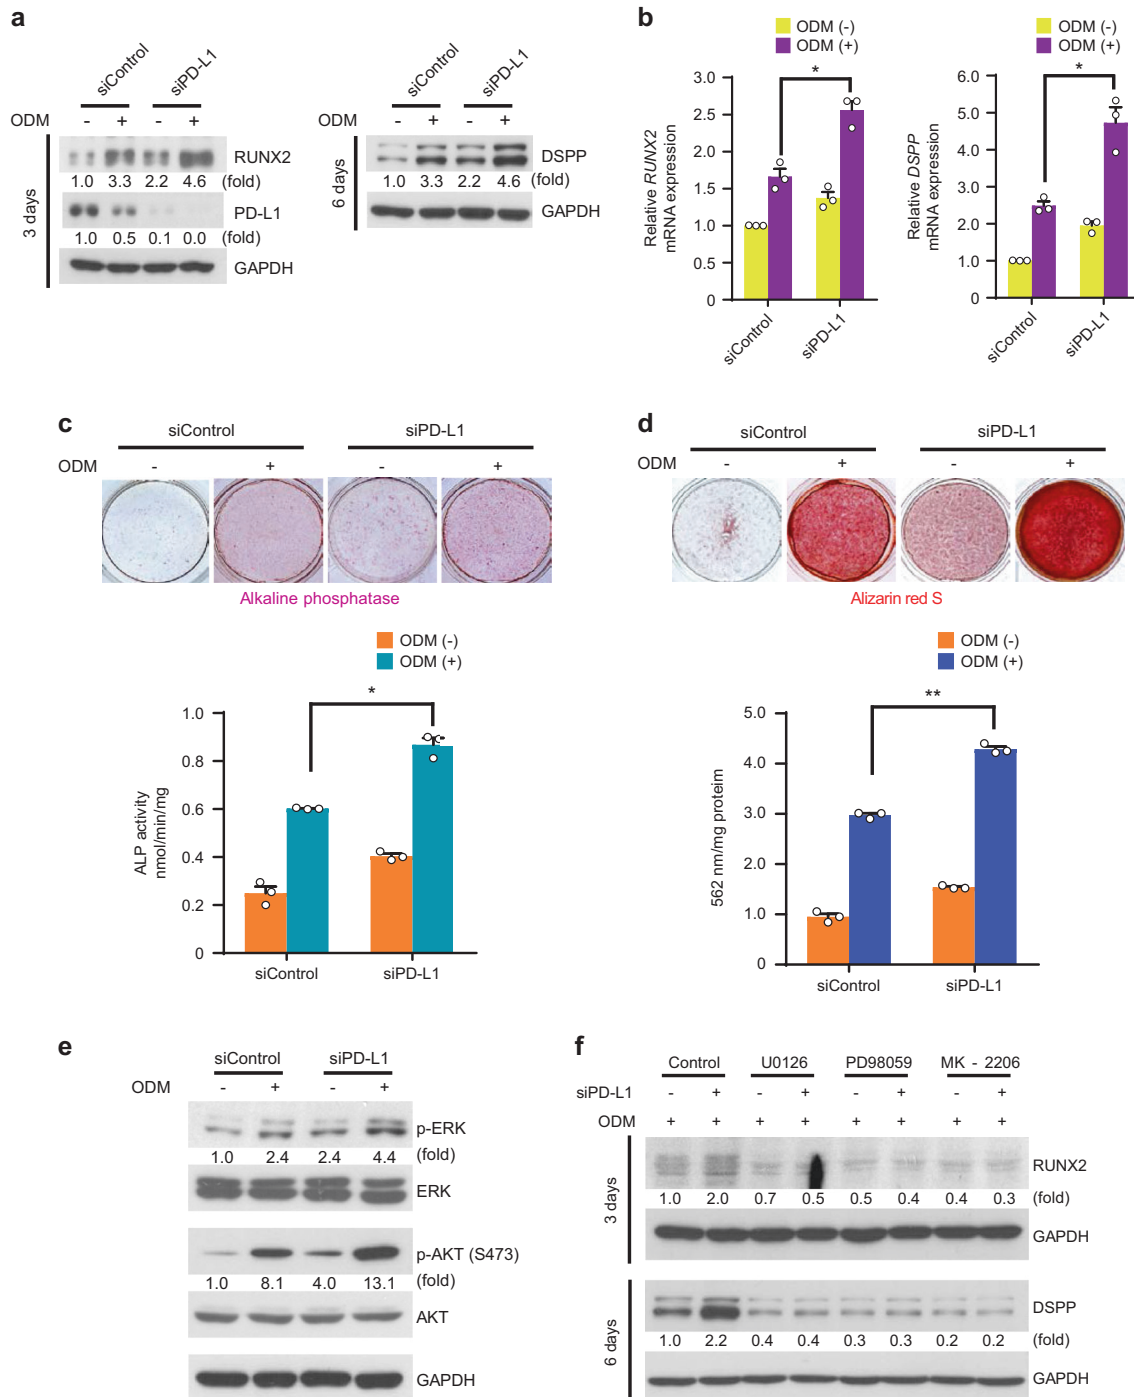 a
siControl siPD-L1
ODM - + - +
RUNX2
1.0 3.3 2.2 4.6 (fold)
PD-L1
1.0 0.5 0.1 0.0 (fold)
GAPDH
3 days
siControl siPD-L1
ODM - + - +
DSPP
1.0 3.3 2.2 4.6 (fold)
GAPDH
6 days
b
ODM (-)
ODM (+)
*
Relative RUNX2
mRNA expression
3.0
2.5
2.0
1.5
1.0
0.5
0
siControl siPD-L1
ODM (-)
ODM (+)
*
Relative DSPP
mRNA expression
6.0
5.0
4.0
3.0
2.0
1.0
0
siControl siPD-L1
c
siControl siPD-L1
ODM - + - +
Alkaline phosphatase
ODM (-)
ODM (+)
*
ALP activity
nmol/min/mg
1.0
0.8
0.6
0.4
0.2
0
siControl siPD-L1
d
siControl siPD-L1
ODM - + - +
Alizarin red S
ODM (-)
ODM (+)
**
562 nm/mg proteim
5.0
4.0
3.0
2.0
1.0
0
siControl siPD-L1
e
siControl siPD-L1
ODM - + - +
p-ERK
1.0 2.4 2.4 4.4 (fold)
ERK
p-AKT (S473)
1.0 8.1 4.0 13.1 (fold)
AKT
GAPDH
f
Control U0126 PD98059 MK - 2206
siPD-L1 - + - + - + - +
ODM + + + + + + + +
RUNX2
1.0 2.0 0.7 0.5 0.5 0.4 0.4 0.3 (fold)
GAPDH
3 days
DSPP
1.0 2.2 0.4 0.4 0.3 0.3 0.2 0.2 (fold)
GAPDH
6 days